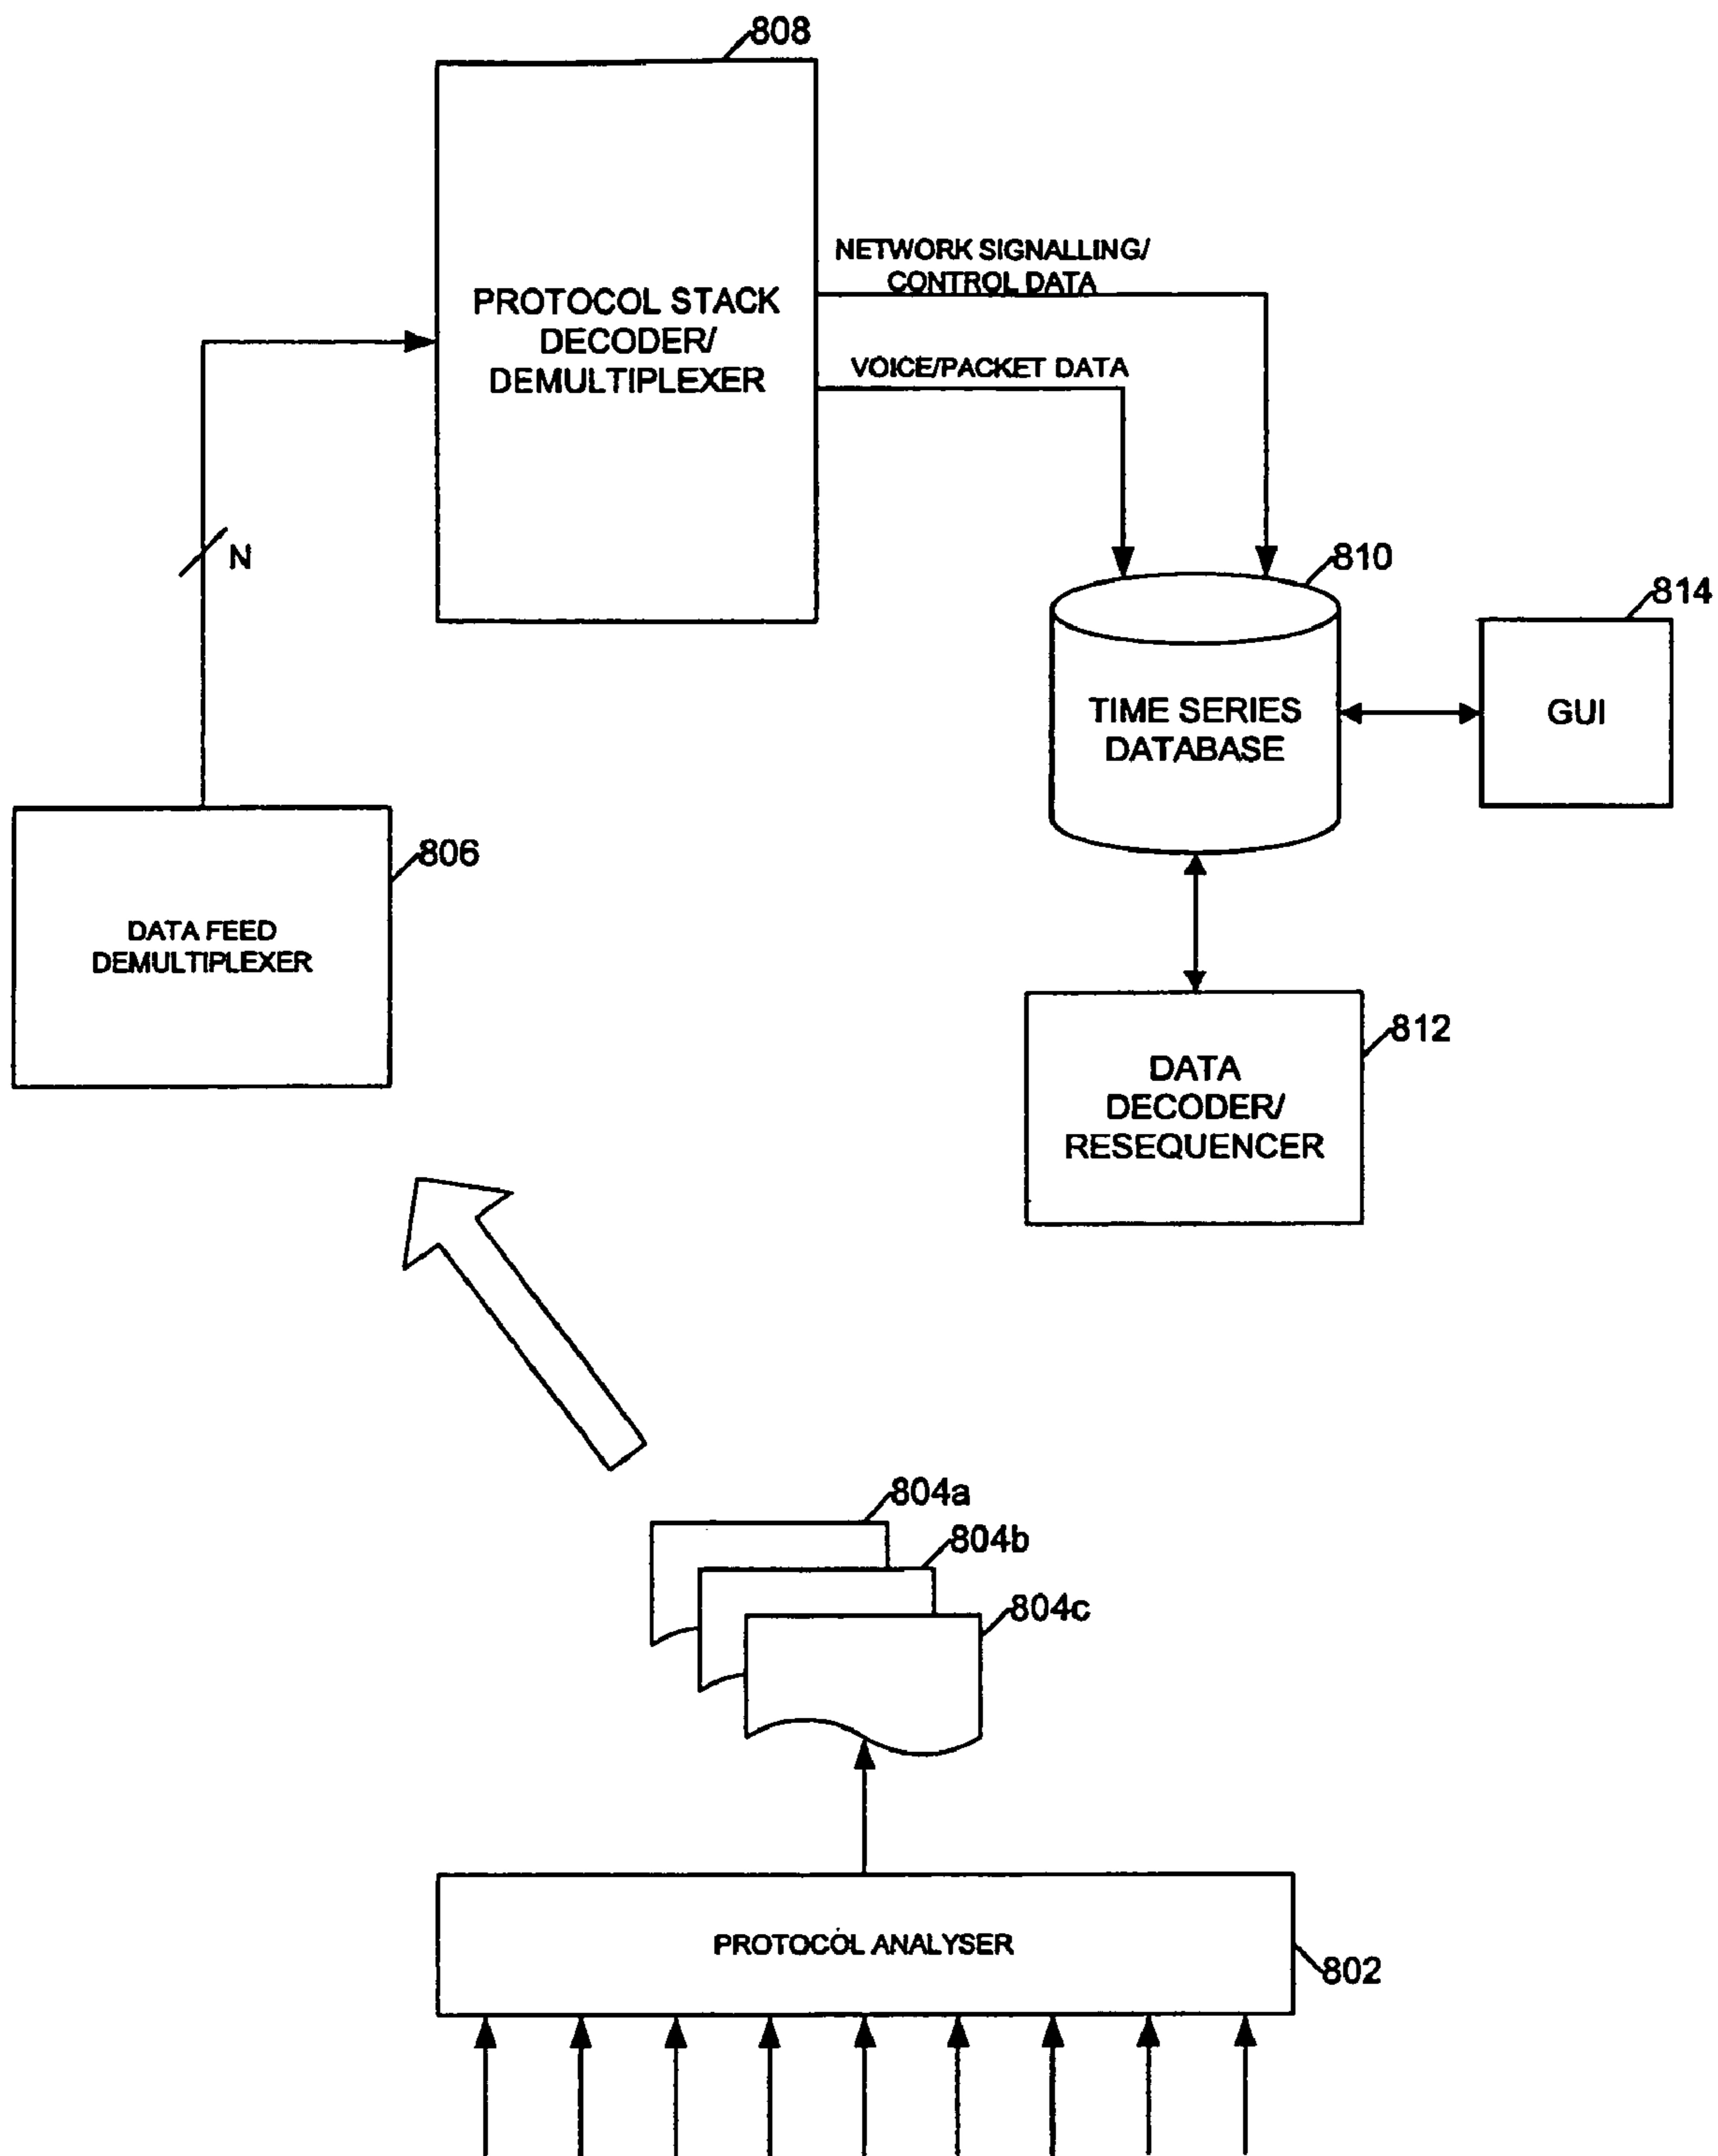 808
NETWORK SIGNALLING/
CONTROL DATA
PROTOCOL STACK
DECODER/
DEMULTIPLEXER
VOICE/PACKET DATA
N
810
814
TIME SERIES
DATABASE
GUI
806
DATA FEED
DEMULTIPLEXER
812
DATA
DECODER/
RESEQUENCER
804a
804b
804c
PROTOCOL ANALYSER
802